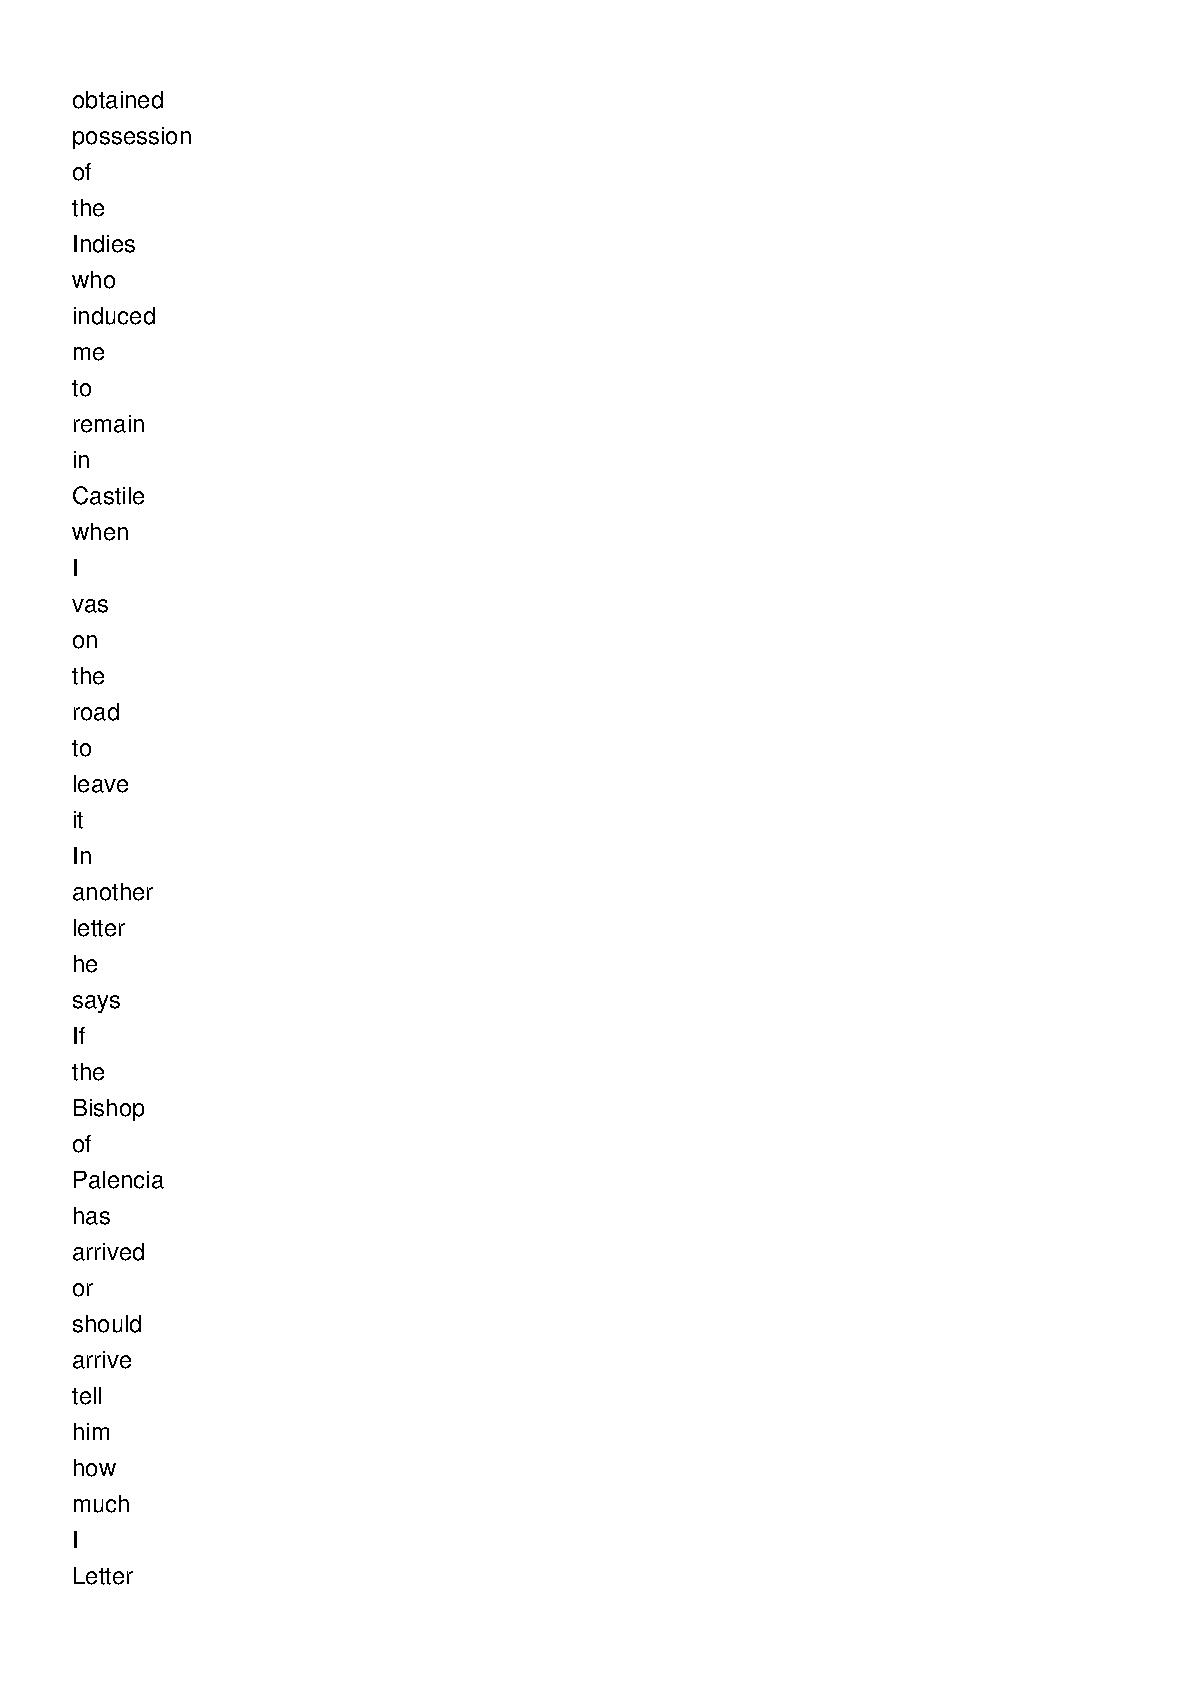 obtained
possession
of
the
Indies
who
induced
me
to
remain
in
Castile
when
I
vas
on
the
road
to
leave
it
In
another
letter
he
says
If
the
Bishop
of
Palencia
has
arrived
or
should
arrive
tell
him
how
much
I
Letter